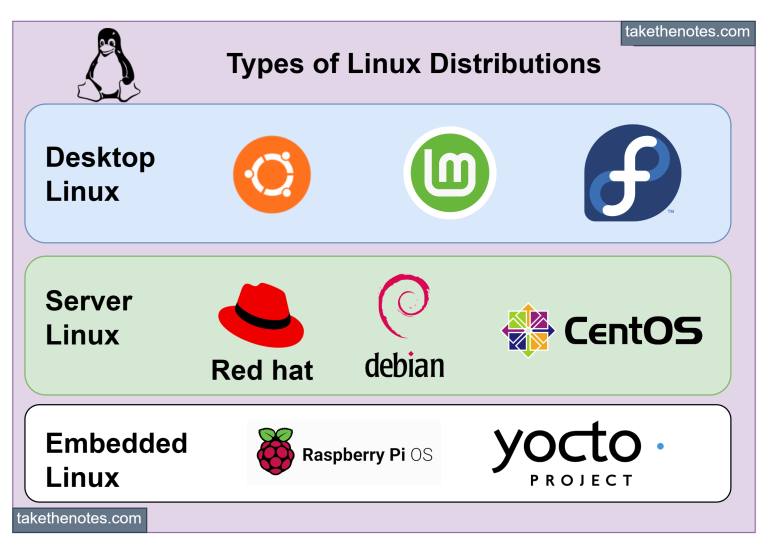 takethenotes.com
Types of Linux Distributions
Desktop
Linux
lm
f
TM
Server
Linux
Red hat
debian
CentOS
Embedded
Linux
Raspberry Pi OS
yocto
PROJECT
takethenotes.com